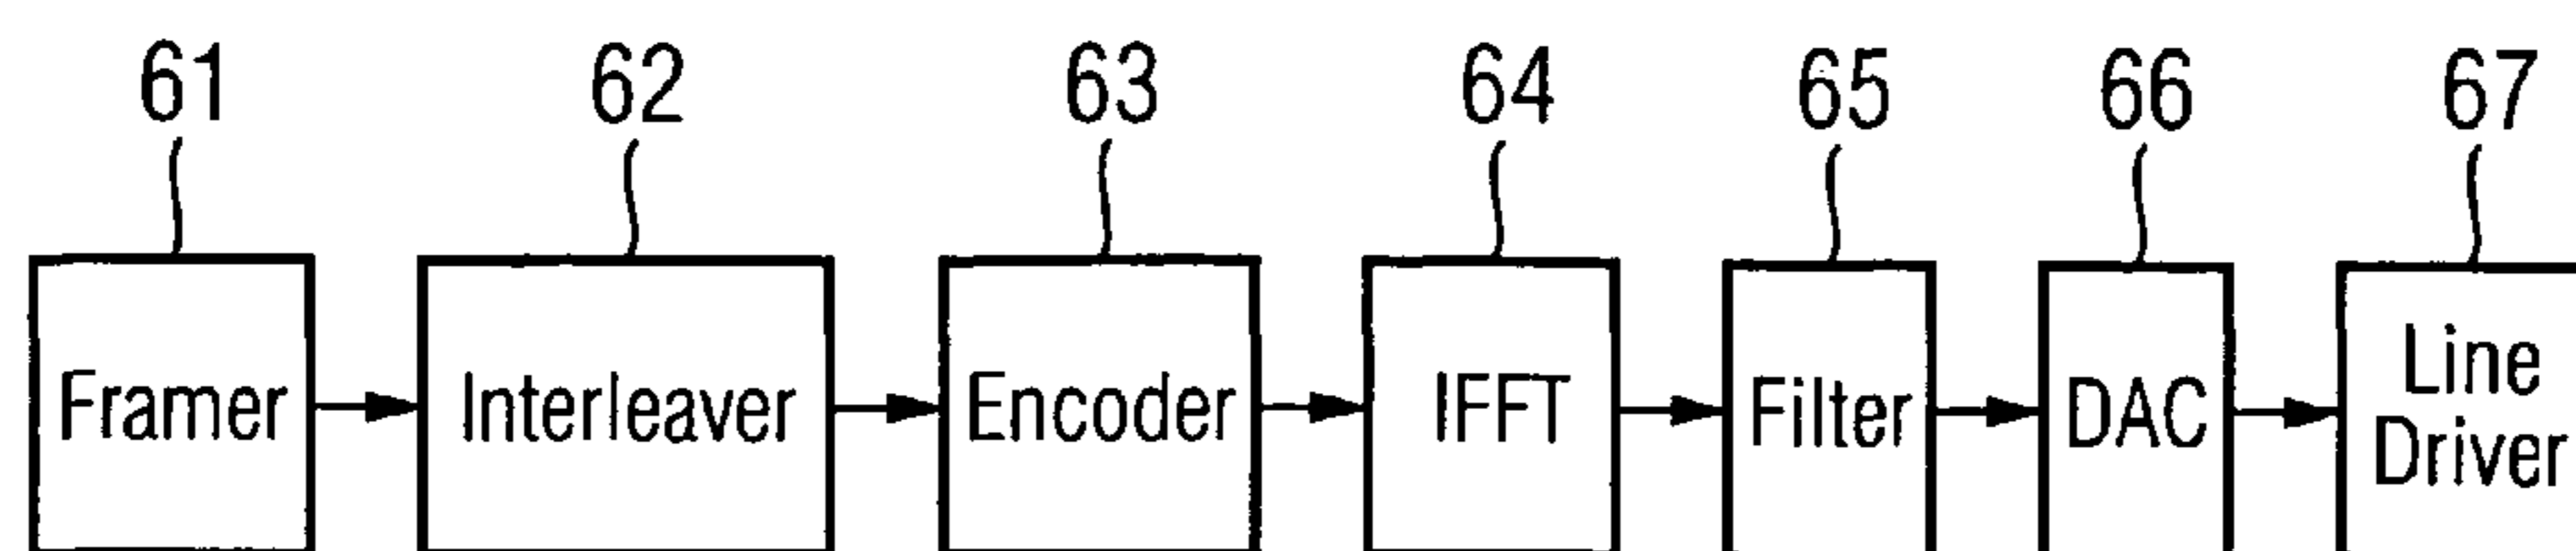 61 62 63 64 65 66 67
Framer Interleaver Encoder IFFT Filter DAC Line
Driver